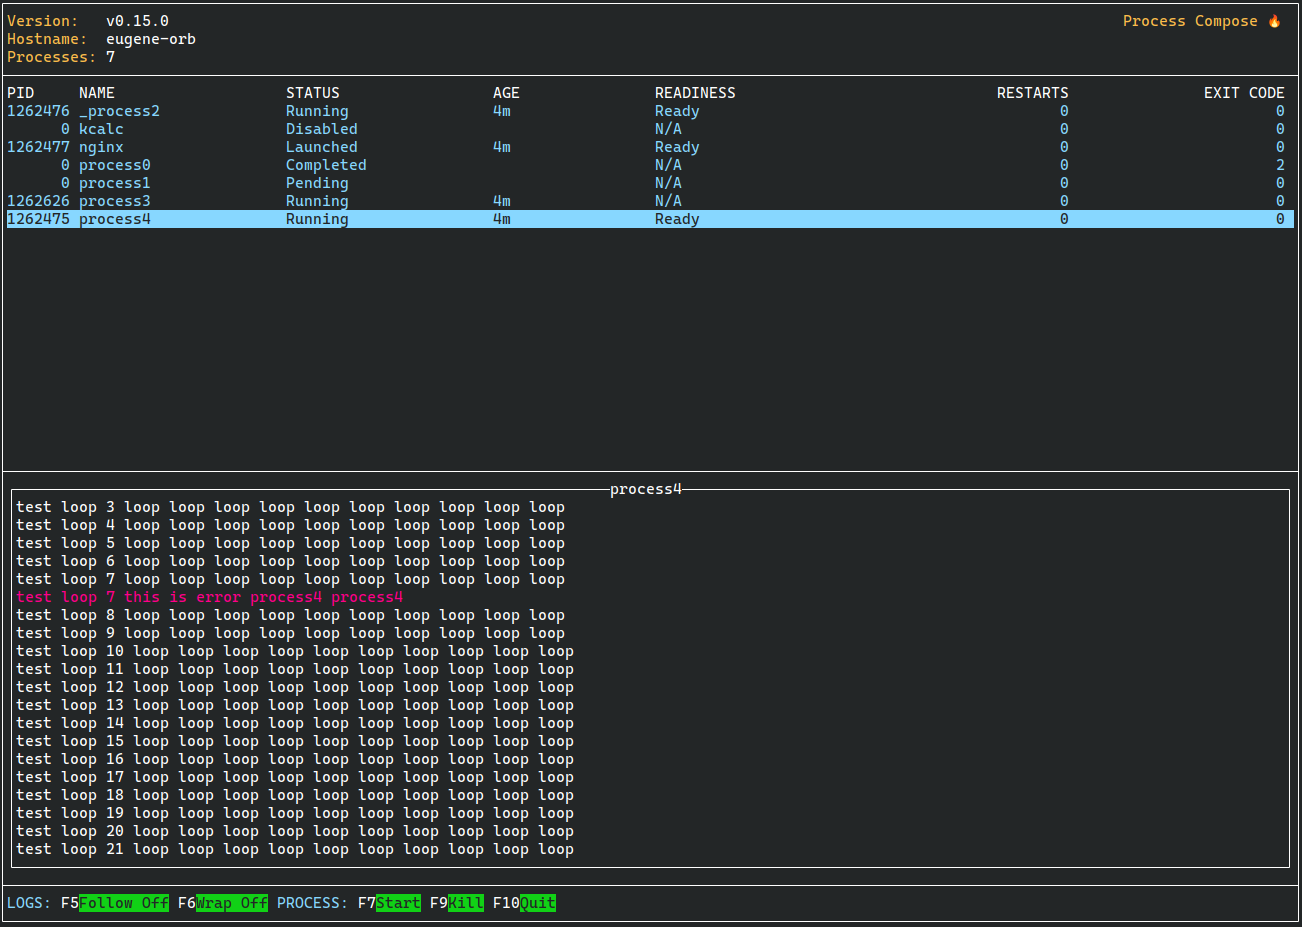 Version: v0.15.0 Process Compose 🔥
Hostname: eugene-orb
Processes: 7
PID NAME STATUS AGE READINESS RESTARTS EXIT CODE
1262476 _process2 Running 4m Ready 0 0
0 kcalc Disabled N/A 0 0
1262477 nginx Launched 4m Ready 0 0
0 process0 Completed N/A 0 2
0 process1 Pending N/A 0 0
1262626 process3 Running 4m N/A 0 0
1262475 process4 Running 4m Ready 0 0
process4
test loop 3 loop loop loop loop loop loop loop loop loop loop
test loop 4 loop loop loop loop loop loop loop loop loop loop
test loop 5 loop loop loop loop loop loop loop loop loop loop
test loop 6 loop loop loop loop loop loop loop loop loop loop
test loop 7 loop loop loop loop loop loop loop loop loop loop
test loop 7 this is error process4 process4
test loop 8 loop loop loop loop loop loop loop loop loop loop
test loop 9 loop loop loop loop loop loop loop loop loop loop
test loop 10 loop loop loop loop loop loop loop loop loop loop
test loop 11 loop loop loop loop loop loop loop loop loop loop
test loop 12 loop loop loop loop loop loop loop loop loop loop
test loop 13 loop loop loop loop loop loop loop loop loop loop
test loop 14 loop loop loop loop loop loop loop loop loop loop
test loop 15 loop loop loop loop loop loop loop loop loop loop
test loop 16 loop loop loop loop loop loop loop loop loop loop
test loop 17 loop loop loop loop loop loop loop loop loop loop
test loop 18 loop loop loop loop loop loop loop loop loop loop
test loop 19 loop loop loop loop loop loop loop loop loop loop
test loop 20 loop loop loop loop loop loop loop loop loop loop
test loop 21 loop loop loop loop loop loop loop loop loop loop
LOGS: F5Follow Off F6Wrap Off PROCESS: F7Start F9Kill F10Quit